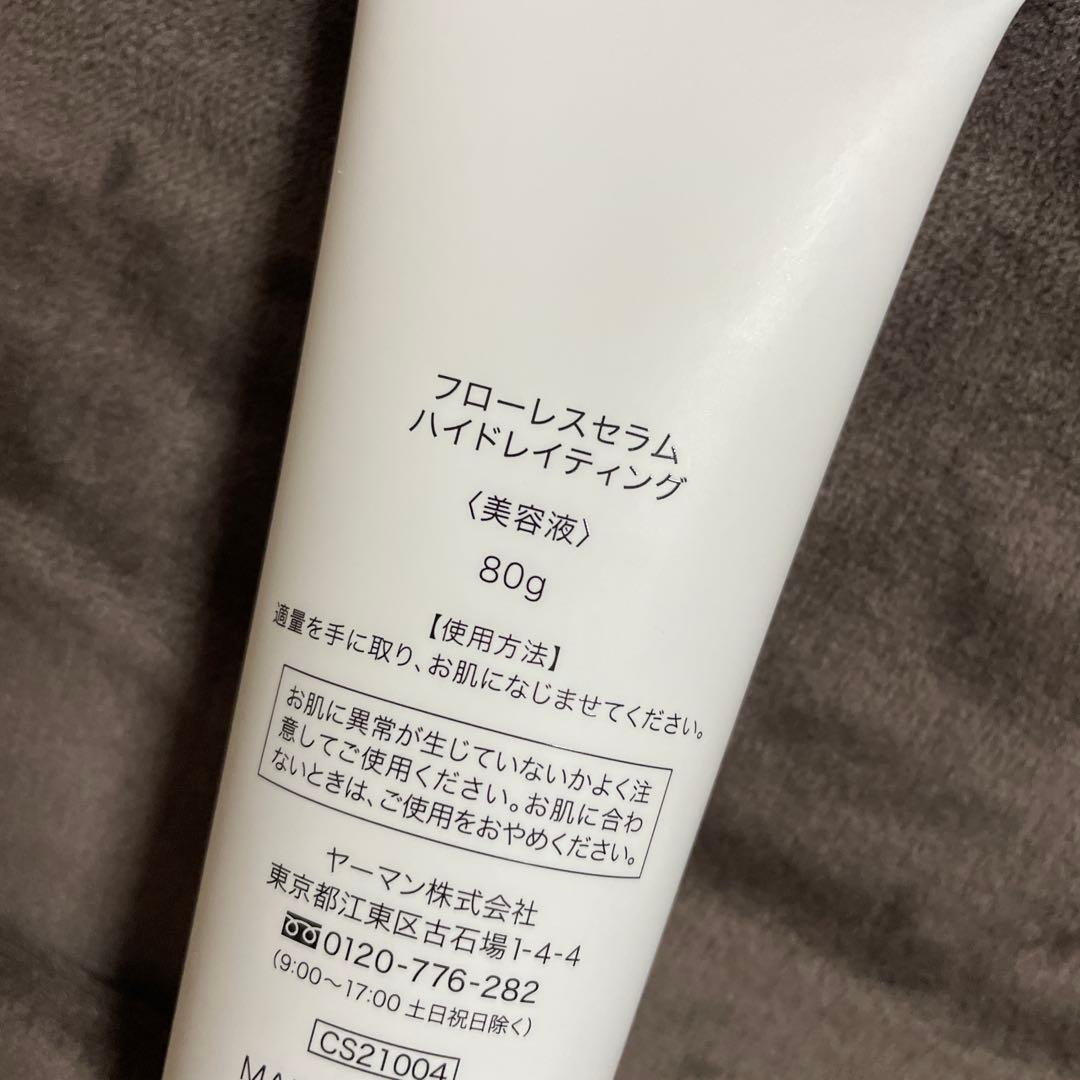 フローレスセラム
ハイドレイティング
〈美容液〉
80g
【使用方法】
適量を手に取り、お肌になじませてください。
お肌に異常が生じていないかよく注
意してご使用ください。お肌に合わ
ないときは、ご使用をおやめください。
ヤーマン株式会社
東京都江東区古石場1-4-4
0120-776-282
(9:00～17:00 土日祝日除く)
CS21004